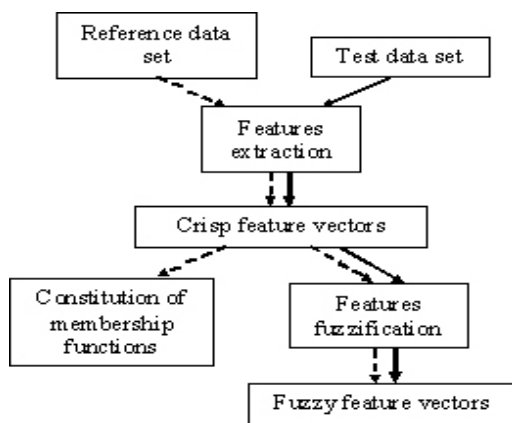 Reference data
set
Test data set
Features
extraction
Crisp feature vectors
Constitution of
membership
functions
Features
fuzzification
Fuzzy feature vectors